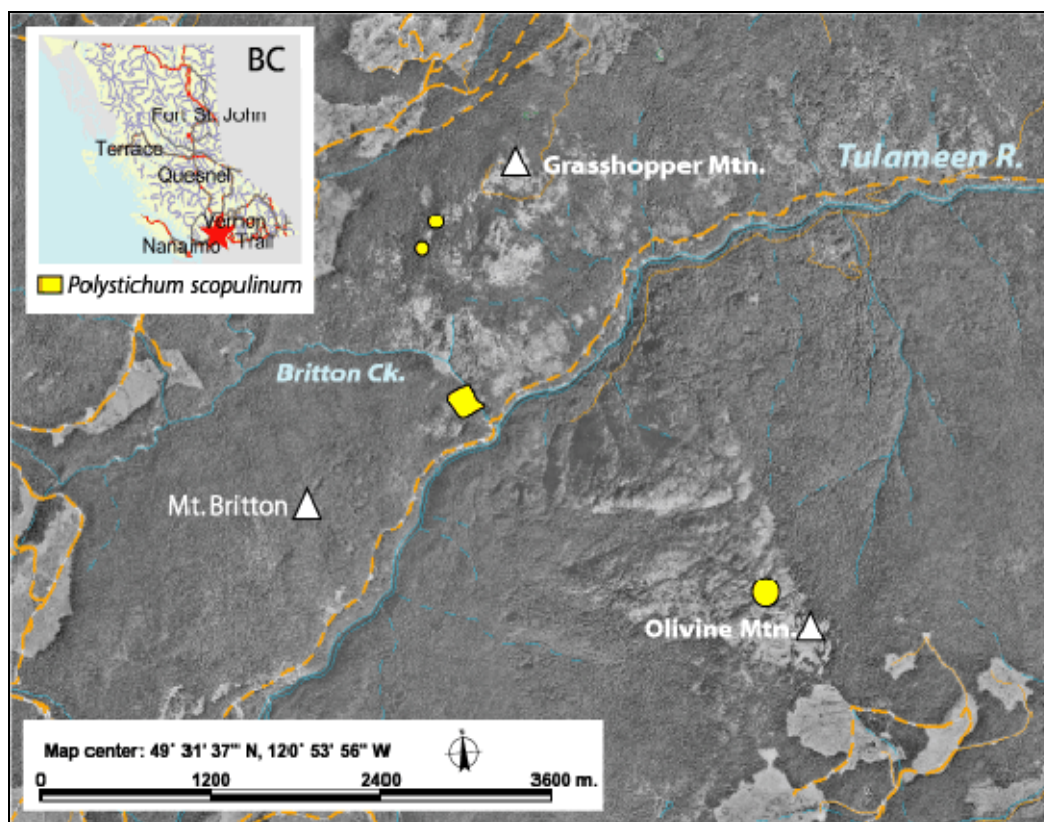 BC
Fort St. John
Terrace
Quesnel
Vernon
Nanaimo
Trail
Polystichum scopulinum
Grasshopper Mtn.
Tulameen R.
Britton Ck.
Mt. Britton
Olivine Mtn.
Map center: 49° 31' 37"' N, 120° 53' 56" W
N
0 1200 2400 3600 m.